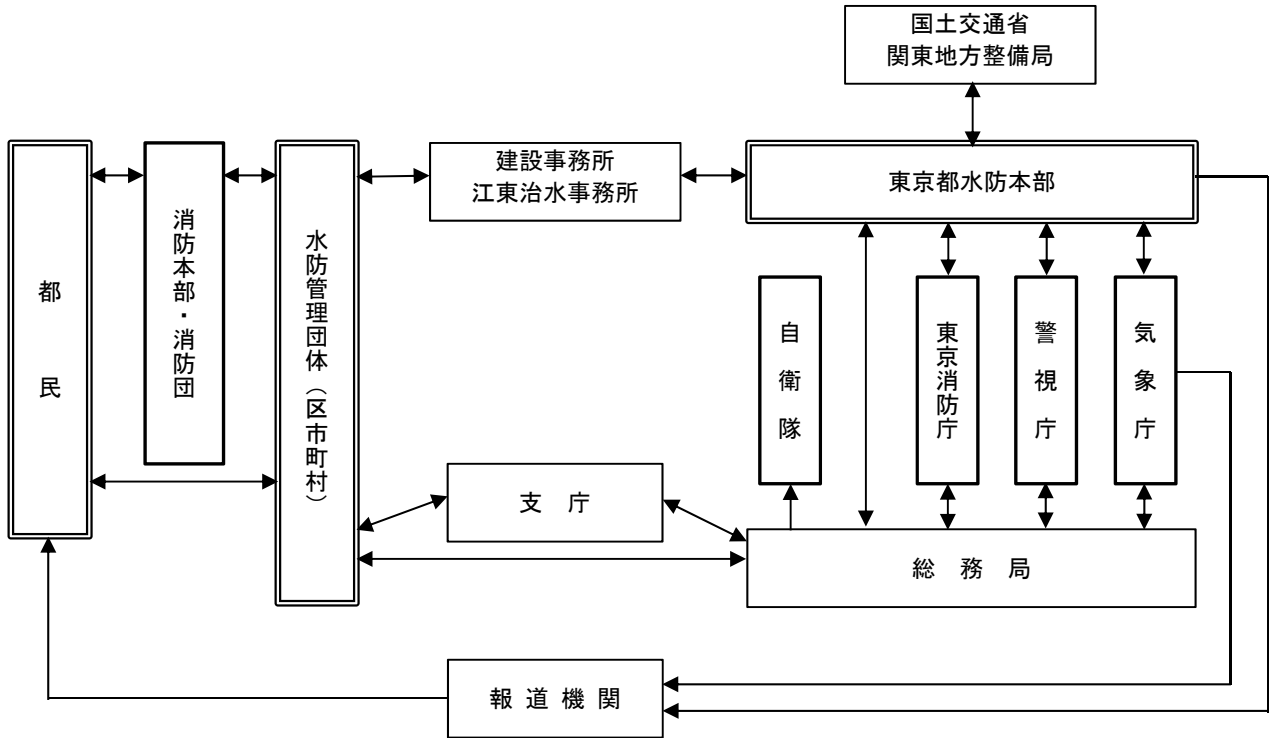 国土交通省
関東地方整備局
都民
消防本部・消防団
水防管理団体（区市町村）
建設事務所
江東治水事務所
東京都水防本部
自衛隊
東京消防庁
警視庁
気象庁
支庁
総務局
報道機関